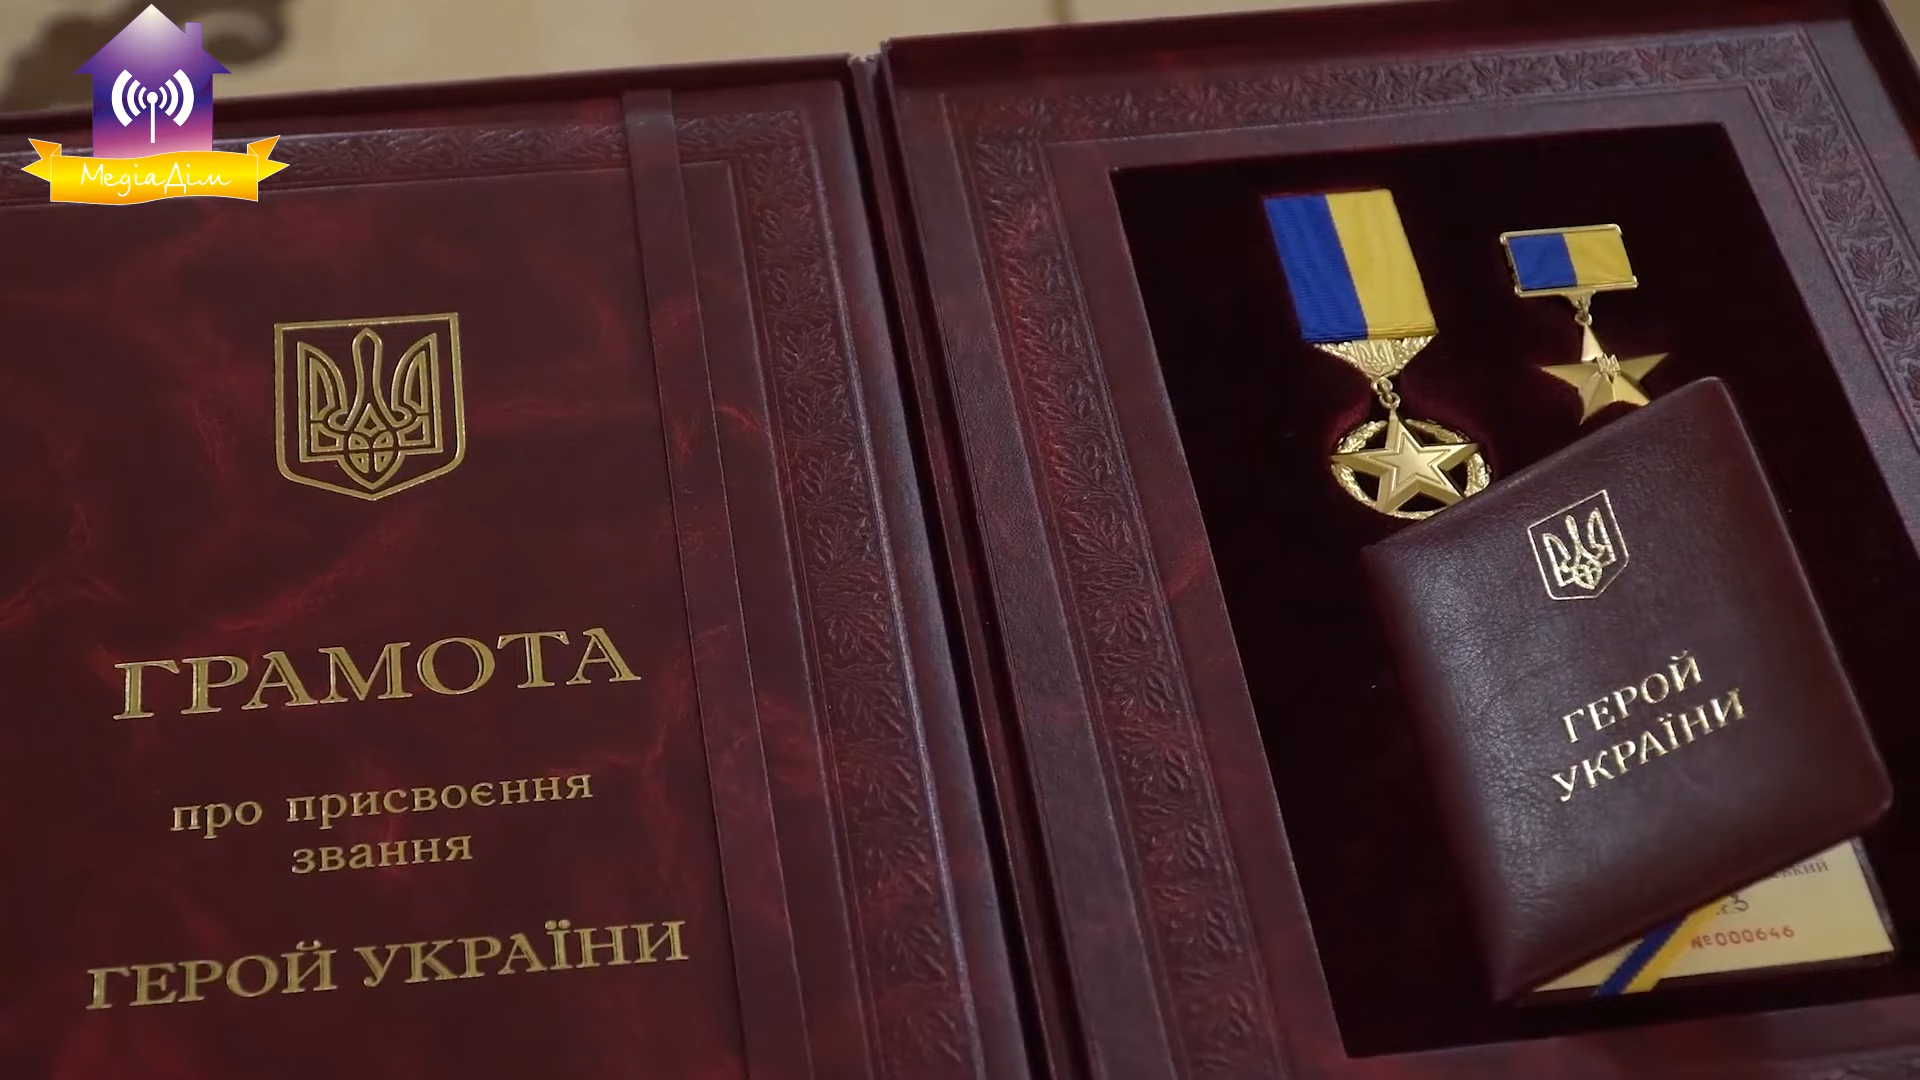 МедіаДім
ГРАМОТА
про присвоєння
звання
ГЕРОЙ УКРАЇНИ
ГЕРОЙ
УКРАЇНИ
№000646